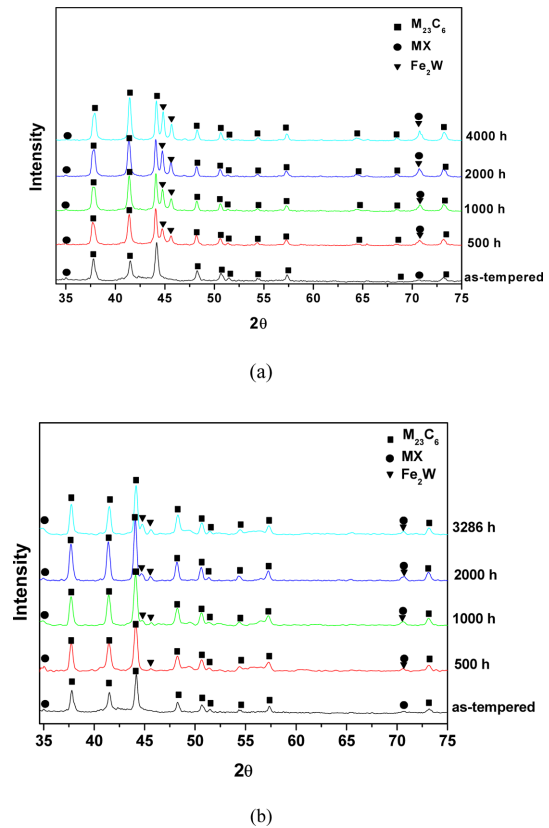 (a)
M23C6
MX
Fe2W
4000 h
2000 h
1000 h
500 h
as-tempered
Intensity
35 40 45 50 55 60 65 70 75
2θ
(a)
M23C6
MX
Fe2W
3286 h
2000 h
1000 h
500 h
as-tempered
Intensity
35 40 45 50 55 60 65 70 75
2θ
(b)